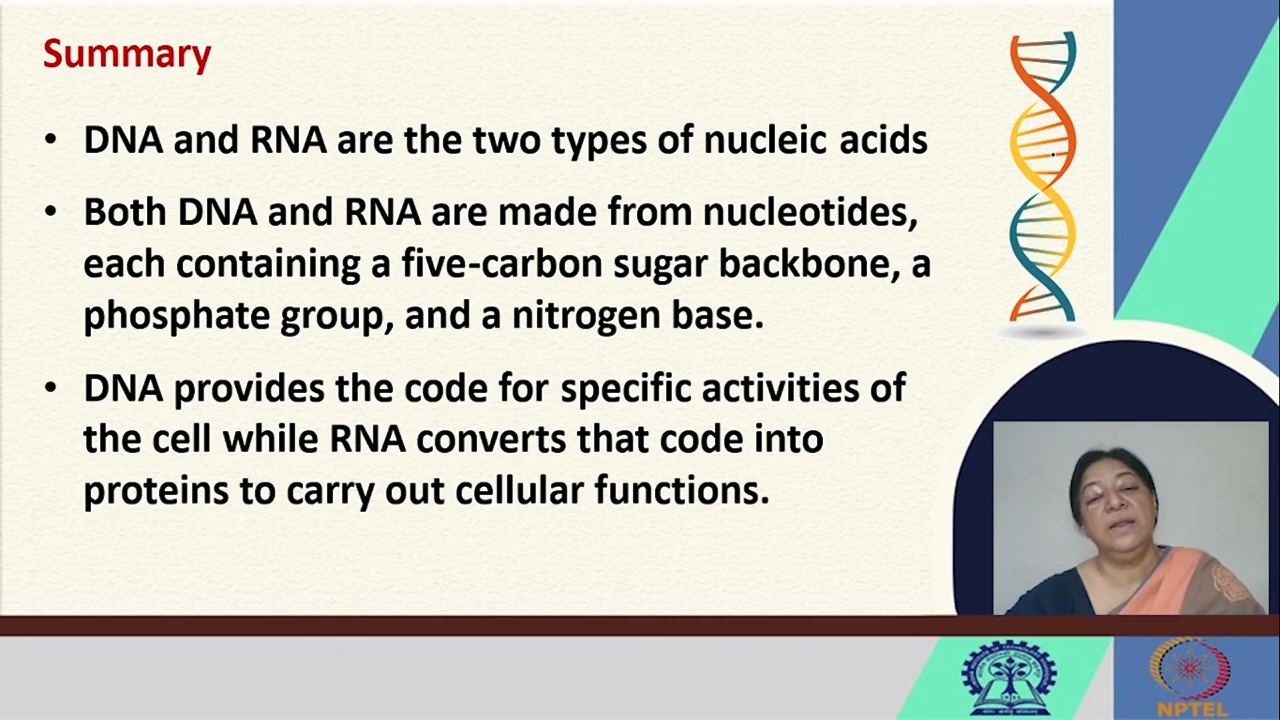 Summary
• DNA and RNA are the two types of nucleic acids
• Both DNA and RNA are made from nucleotides,
each containing a five-carbon sugar backbone, a
phosphate group, and a nitrogen base.
• DNA provides the code for specific activities of
the cell while RNA converts that code into
proteins to carry out cellular functions.
NPTEL